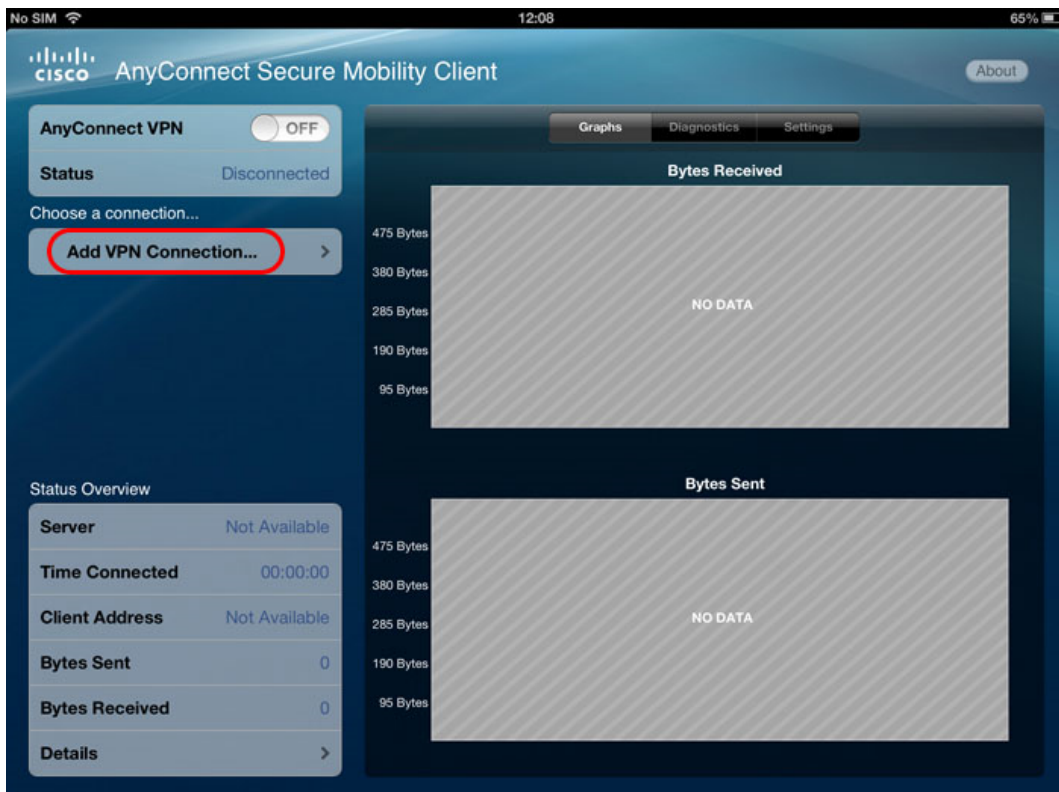 No SIM 12:08 65%
CISCO AnyConnect Secure Mobility Client About
AnyConnect VPN OFF
Status Disconnected
Choose a connection...
Add VPN Connection...
Status Overview
Server Not Available
Time Connected 00:00:00
Client Address Not Available
Bytes Sent 0
Bytes Received 0
Details
Graphs Diagnostics Settings
Bytes Received
475 Bytes
380 Bytes
285 Bytes
NO DATA
190 Bytes
95 Bytes
Bytes Sent
475 Bytes
380 Bytes
285 Bytes
NO DATA
190 Bytes
95 Bytes